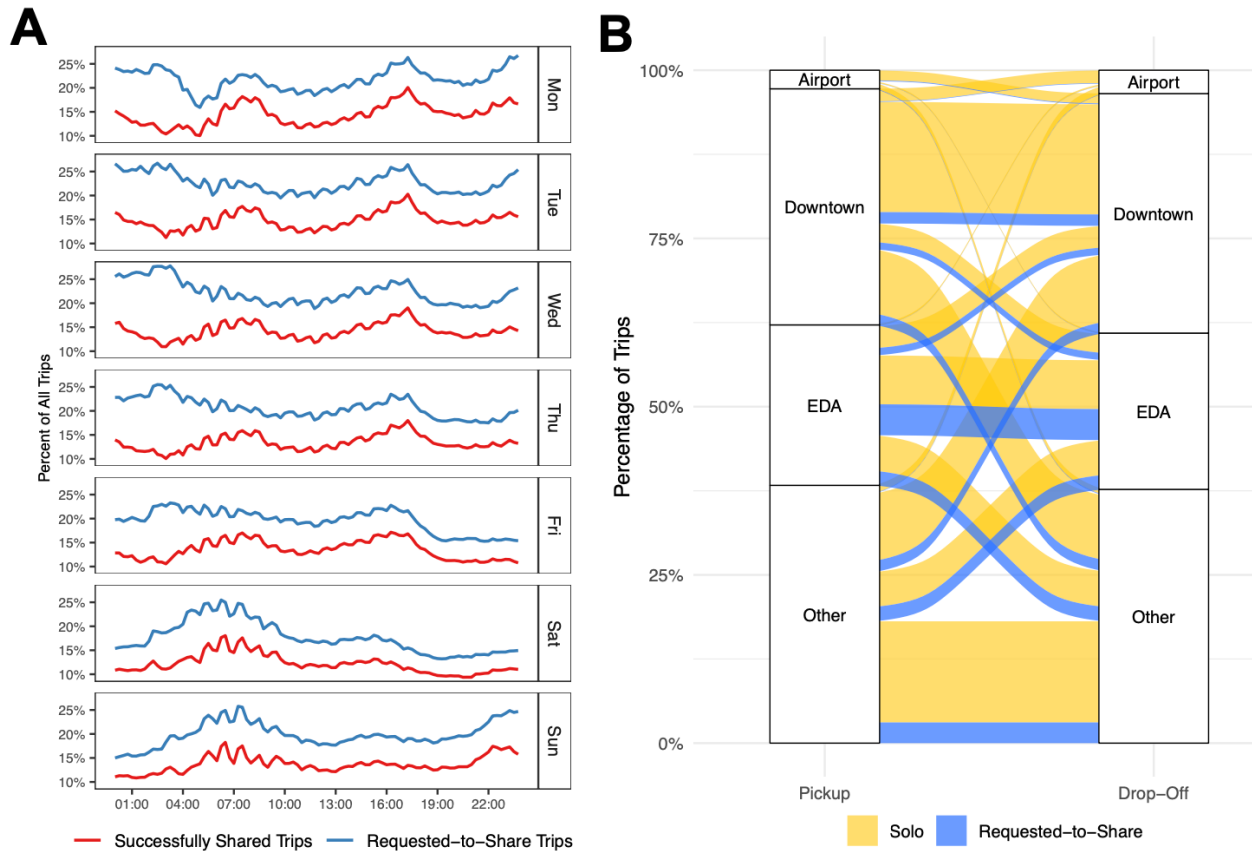 A
B
Percent of All Trips
25%
20%
15%
10%
Mon
25%
20%
15%
10%
Tue
25%
20%
15%
10%
Wed
25%
20%
15%
10%
Thu
25%
20%
15%
10%
Fri
25%
20%
15%
10%
Sat
25%
20%
15%
10%
Sun
01:00 04:00 07:00 10:00 13:00 16:00 19:00 22:00
Successfully Shared Trips Requested-to-Share Trips
Percentage of Trips
100%
75%
50%
25%
0%
Airport
Downtown
EDA
Other
Airport
Downtown
EDA
Other
Pickup Drop-Off
Solo Requested-to-Share